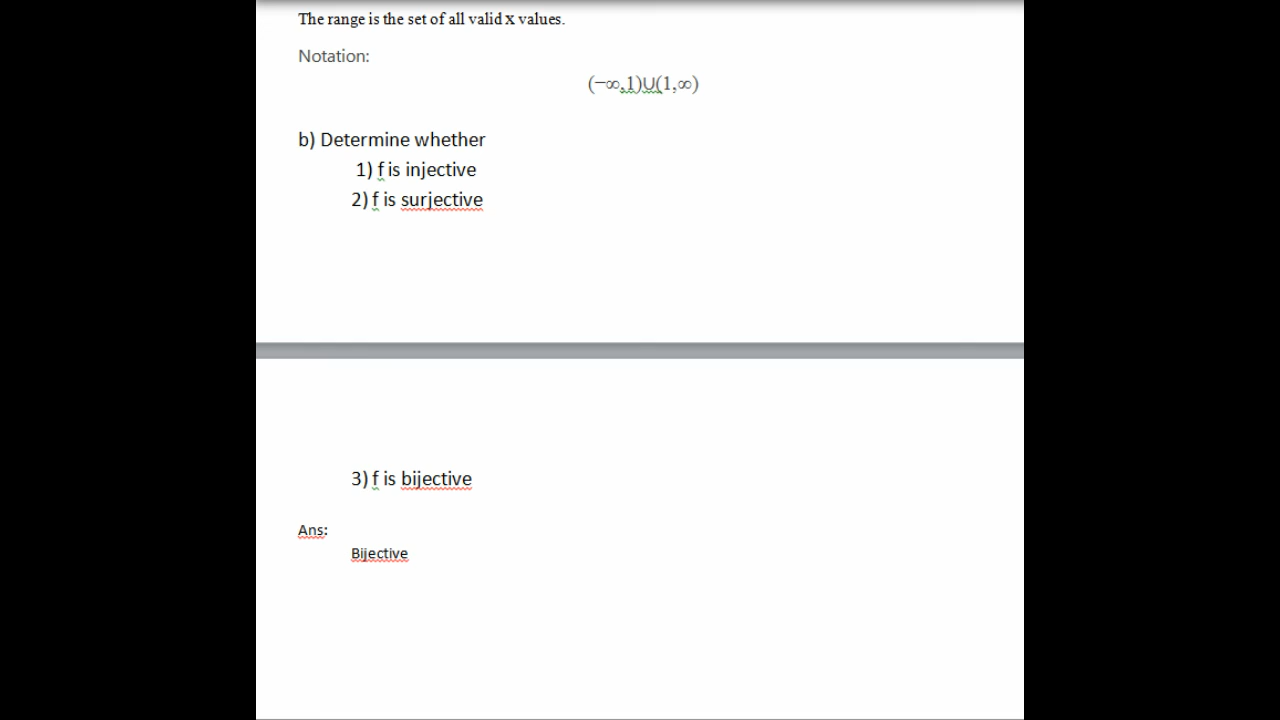 The range is the set of all valid x values.
Notation:
(−∞,1)∪(1,∞)
b) Determine whether
1) f is injective
2) f is surjective
3) f is bijective
Ans:
Bijective